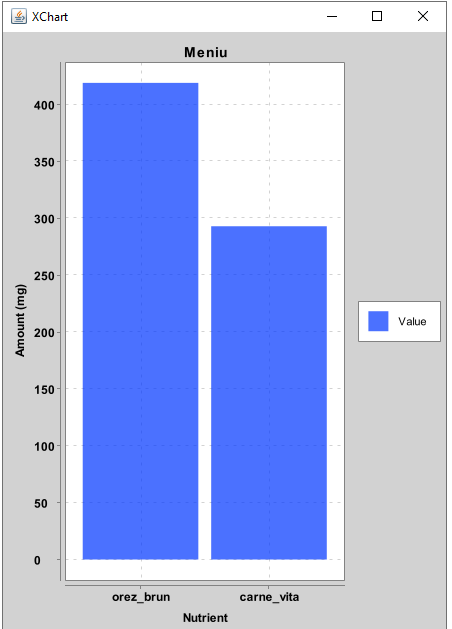 XChart
Meniu
400
350
300
250
200
150
100
50
0
Amount (mg)
orez_brun carne_vita
Nutrient
Value